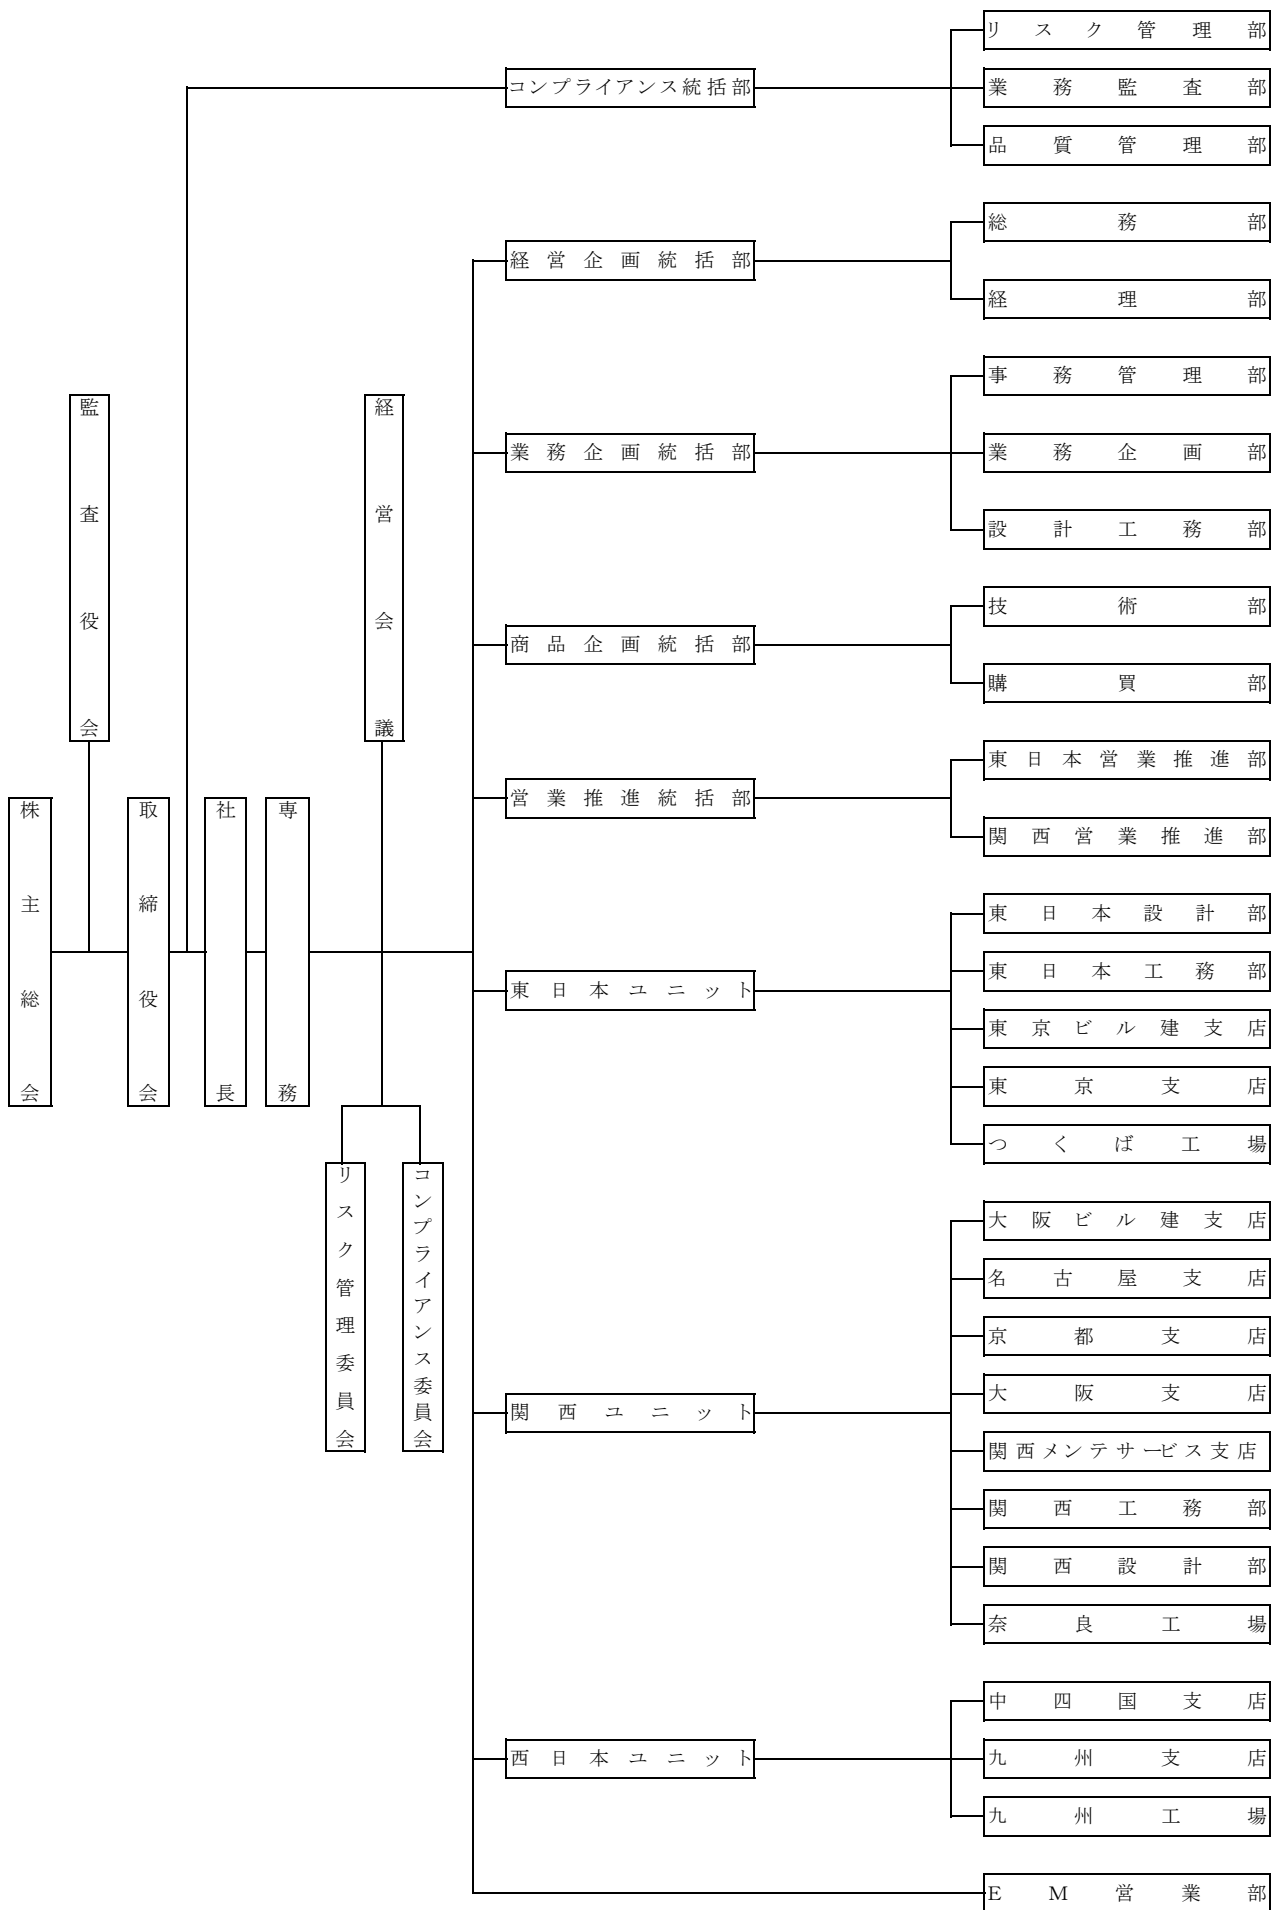 株主総会
監査役会
取締役会
社長
専務
経営会議
リスク管理委員会
コンプライアンス委員会
コンプライアンス統括部
リスク管理部
業務監査部
品質管理部
経営企画統括部
総務部
経理部
業務企画統括部
事務管理部
業務企画部
設計工務部
商品企画統括部
技術部
購買部
営業推進統括部
東日本営業推進部
関西営業推進部
東日本ユニット
東日本設計部
東日本工務部
東京ビル建支店
東京支店
つくば工場
関西ユニット
大阪ビル建支店
名古屋支店
京都支店
大阪支店
関西メンテサービス支店
関西工務部
関西設計部
奈良工場
西日本ユニット
中四国支店
九州支店
九州工場
EM営業部